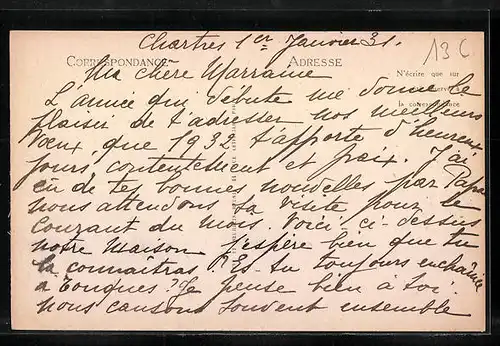 Chartres 1er Janvier 31.
13 C
CORRESPONDANCE
ADRESSE
Ma chère Marraine
N'écrire que sur
L'année qui débute me donne le
la correspondance
plaisir de t'adresser nos meilleurs
vœux que 1932 t'apporte d'heureux
jours, contentement et paix. J'ai
eu de tes bonnes nouvelles par Papa
nous attendons sa visite pour le
courant du mois. Voici ci-dessus
notre maison j'espère bien que tu
la connaîtras. Es-tu toujours enchaînée
à Touques? Je pense bien à toi.
Nous causons souvent ensemble